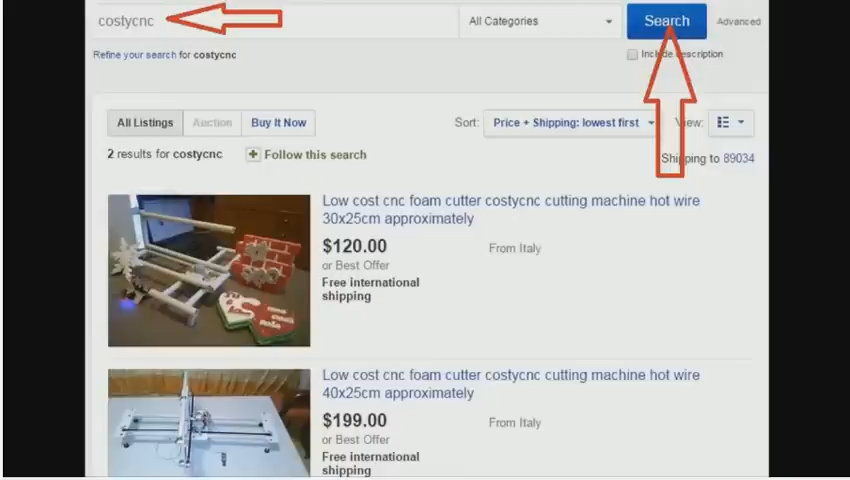 costycnc
All Categories
Search
Advanced
Refine your search for costycnc
Include description
All Listings
Auction
Buy It Now
Sort:
Price + Shipping: lowest first
View:
2 results for costycnc
Follow this search
Shipping to 89034
Low cost cnc foam cutter costycnc cutting machine hot wire
30x25cm approximately
$120.00
From Italy
or Best Offer
Free international
shipping
Low cost cnc foam cutter costycnc cutting machine hot wire
40x25cm approximately
$199.00
From Italy
or Best Offer
Free international
shipping